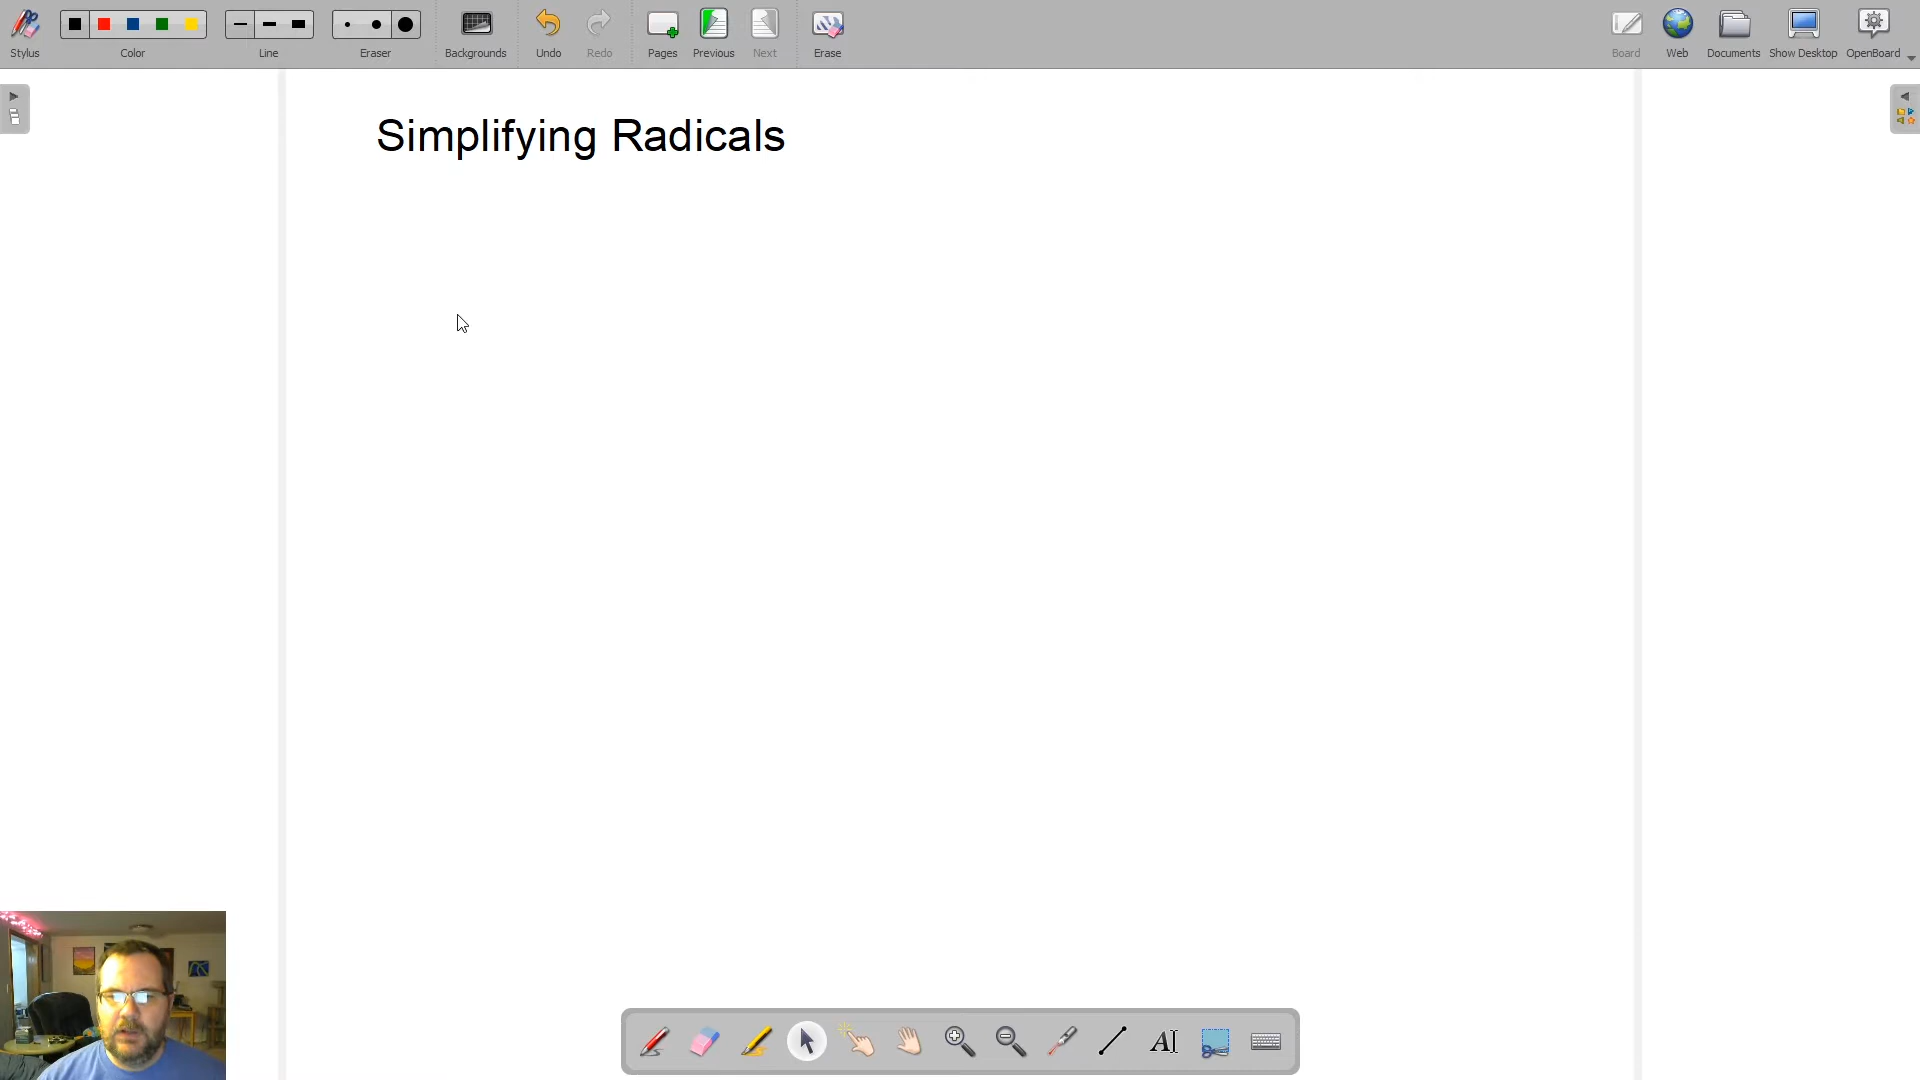 Stylus Color Line Eraser Backgrounds Undo Redo Pages Previous Next Erase Board Web Documents Show Desktop OpenBoard
Simplifying Radicals